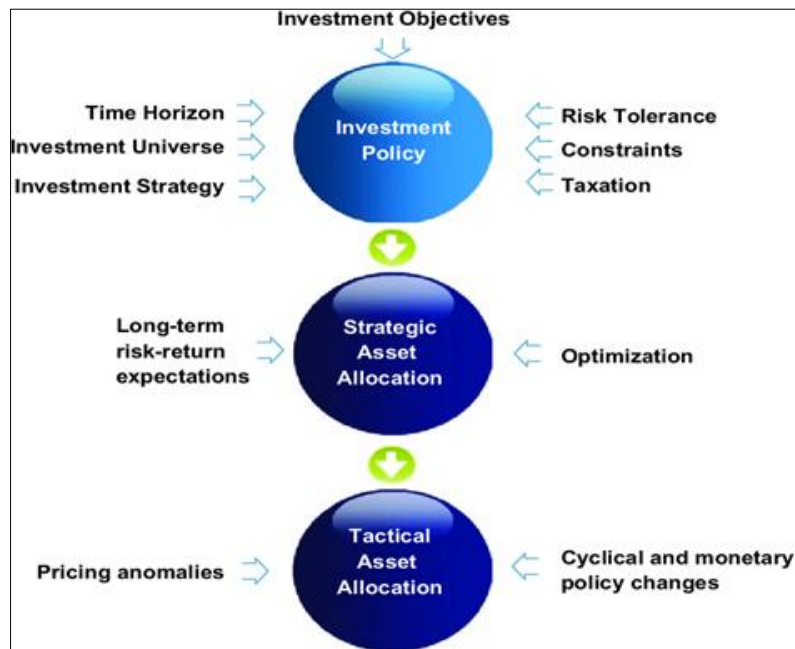 Investment Objectives
Time Horizon
Investment Universe
Investment Strategy
Investment
Policy
Risk Tolerance
Constraints
Taxation
Long-term
risk-return
expectations
Strategic
Asset
Allocation
Optimization
Pricing anomalies
Tactical
Asset
Allocation
Cyclical and monetary
policy changes